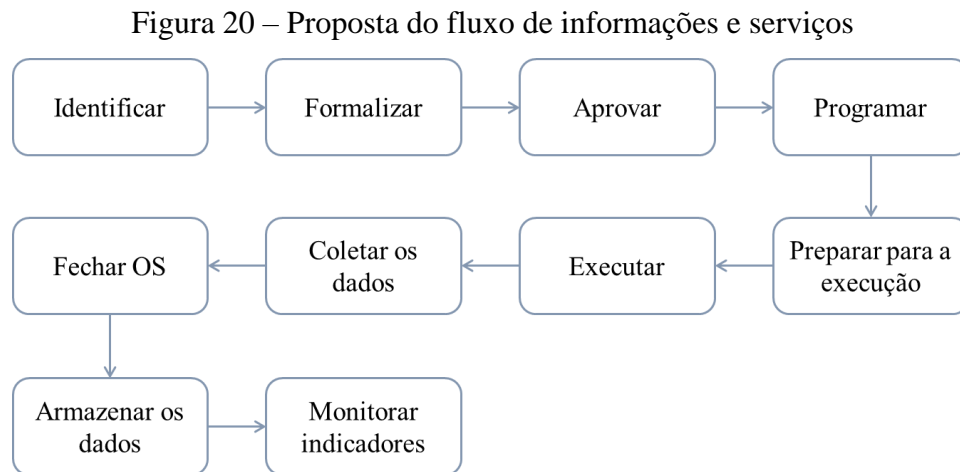 Figura 20 – Proposta do fluxo de informações e serviços
Identificar
Formalizar
Aprovar
Programar
Preparar para a
execução
Executar
Coletar os
dados
Fechar OS
Armazenar os
dados
Monitorar
indicadores